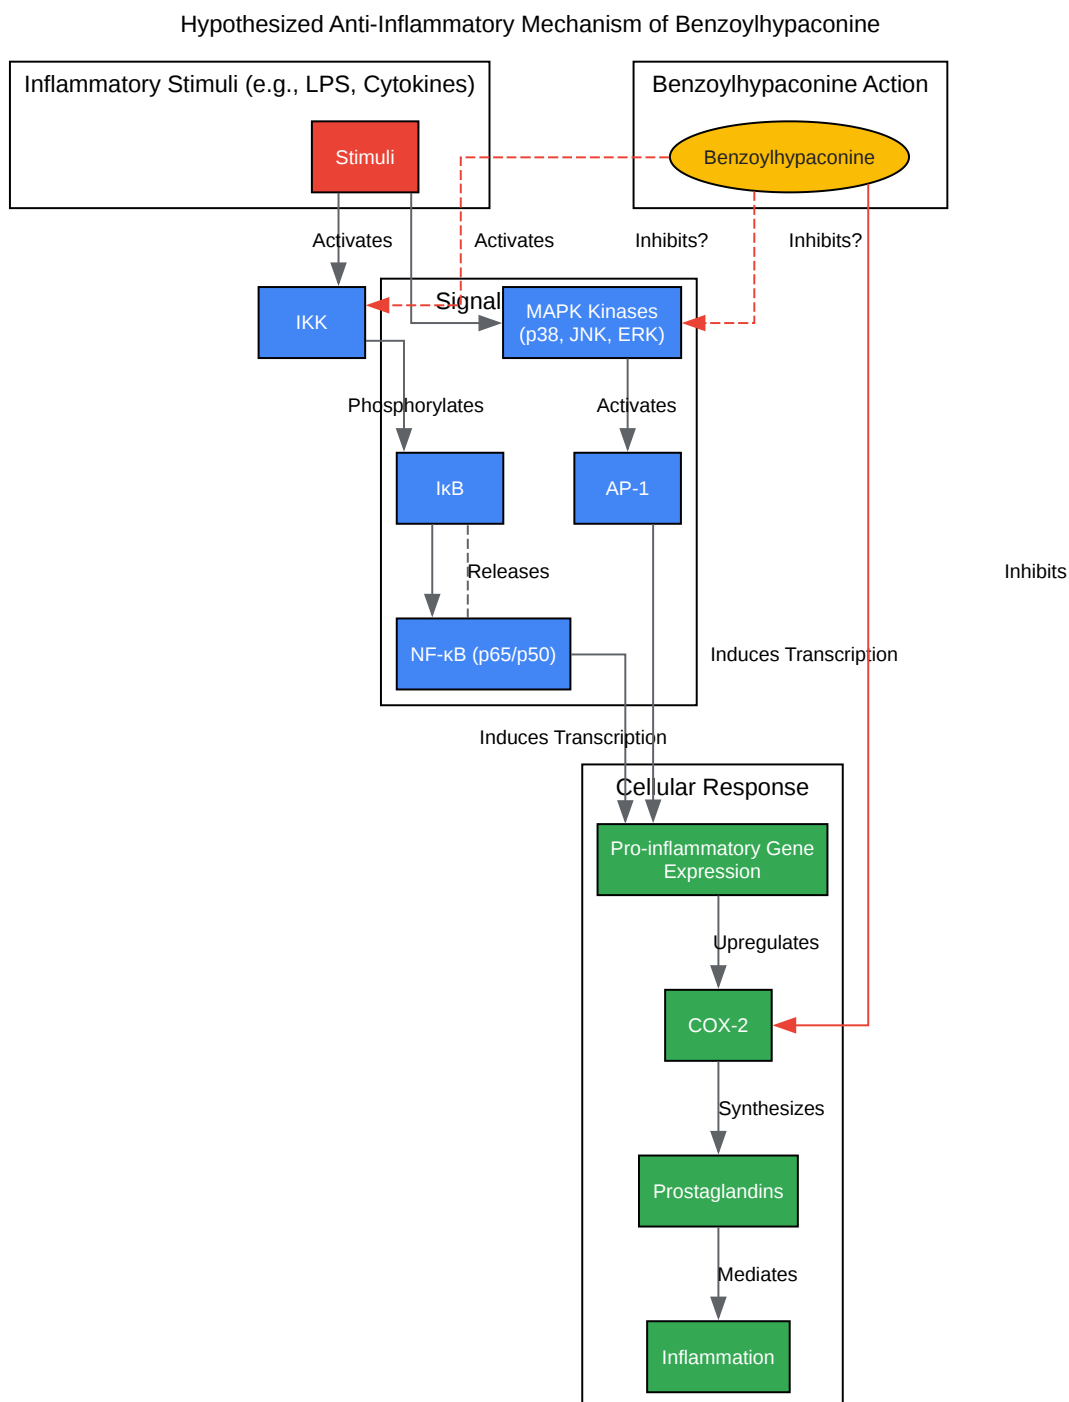 Hypothesized Anti-Inflammatory Mechanism of Benzoylhypaconine
Inflammatory Stimuli (e.g., LPS, Cytokines)
Benzoylhypaconine Action
Stimuli
Benzoylhypaconine
Activates
Activates
Inhibits?
Inhibits?
Signal
IKK
MAPK Kinases
(p38, JNK, ERK)
Phosphorylates
Activates
IκB
AP-1
Releases
Inhibits
NF-κB (p65/p50)
Induces Transcription
Induces Transcription
Cellular Response
Pro-inflammatory Gene
Expression
Upregulates
COX-2
Synthesizes
Prostaglandins
Mediates
Inflammation